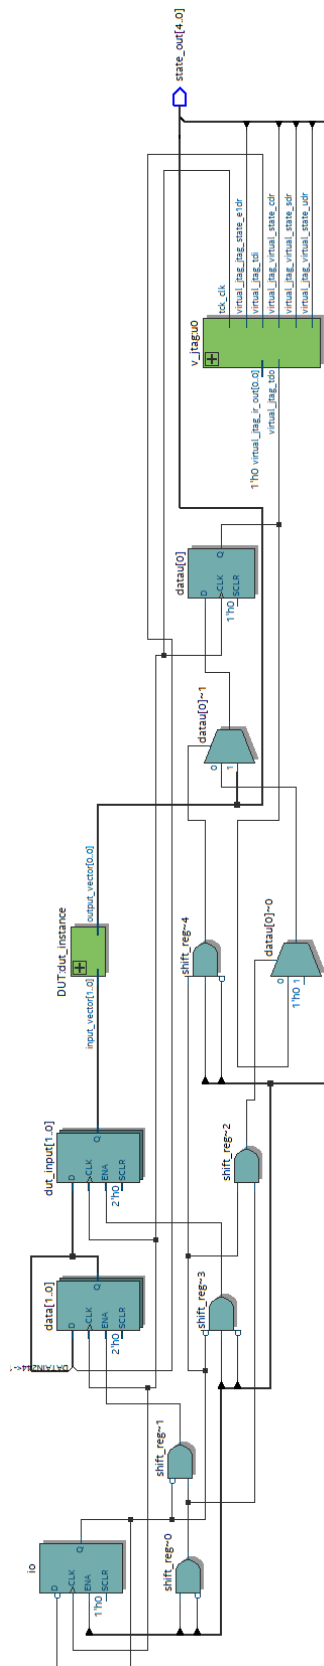 io
D
CLK
ENA
1'h0
SCLR
Q
shift_reg~0
shift_reg~1
data[1..0]
D
CLK
ENA
2'h0
SCLR
Q
shift_reg~3
dut_input[1..0]
D
CLK
ENA
2'h0
SCLR
Q
shift_reg~2
DUT:dut_instance
input_vector[1..0]
output_vector[0..0]
shift_reg~4
datau[0]~0
0
1'h0 1
datau[0]~1
0
1
datau[0]
D
CLK
1'h0
SCLR
Q
v_jtag:u0
1'h0 virtual_jtag_ir_out[0..0]
virtual_jtag_tdo
tck_clk
virtual_jtag_jtag_state_e1dr
virtual_jtag_tdi
virtual_jtag_virtual_state_cdr
virtual_jtag_virtual_state_sdr
virtual_jtag_virtual_state_udr
state_out[4..0]